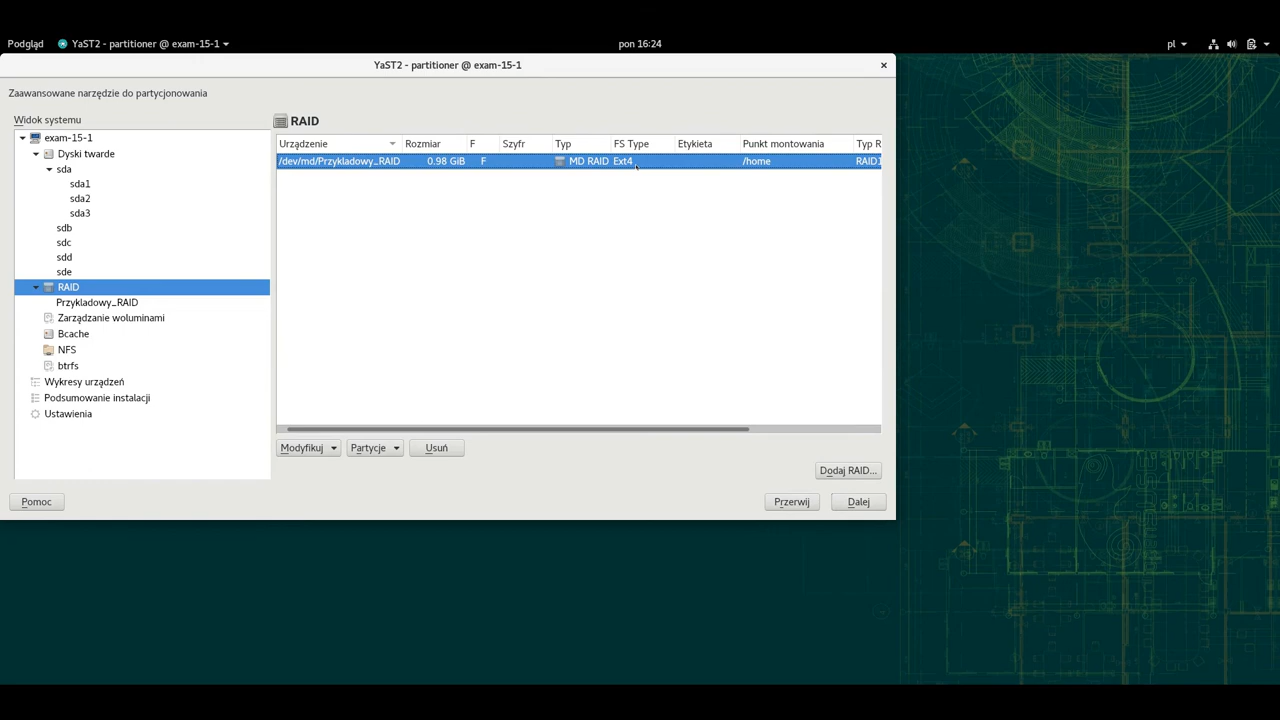 Podgląd YaST2 - partitioner @ exam-15-1 pon 16:24 pl
YaST2 - partitioner @ exam-15-1
Zaawansowane narzędzie do partycjonowania
Widok systemu
exam-15-1
Dyski twarde
sda
sda1
sda2
sda3
sdb
sdc
sdd
sde
RAID
Przykladowy_RAID
Zarządzanie woluminami
Bcache
NFS
btrfs
Wykresy urządzeń
Podsumowanie instalacji
Ustawienia
RAID
Urządzenie Rozmiar F Szyfr Typ FS Type Etykieta Punkt montowania Typ R
/dev/md/Przykladowy_RAID 0.98 GiB F MD RAID Ext4 /home RAID1
Modyfikuj Partycje Usuń
Dodaj RAID...
Pomoc Przerwij Dalej